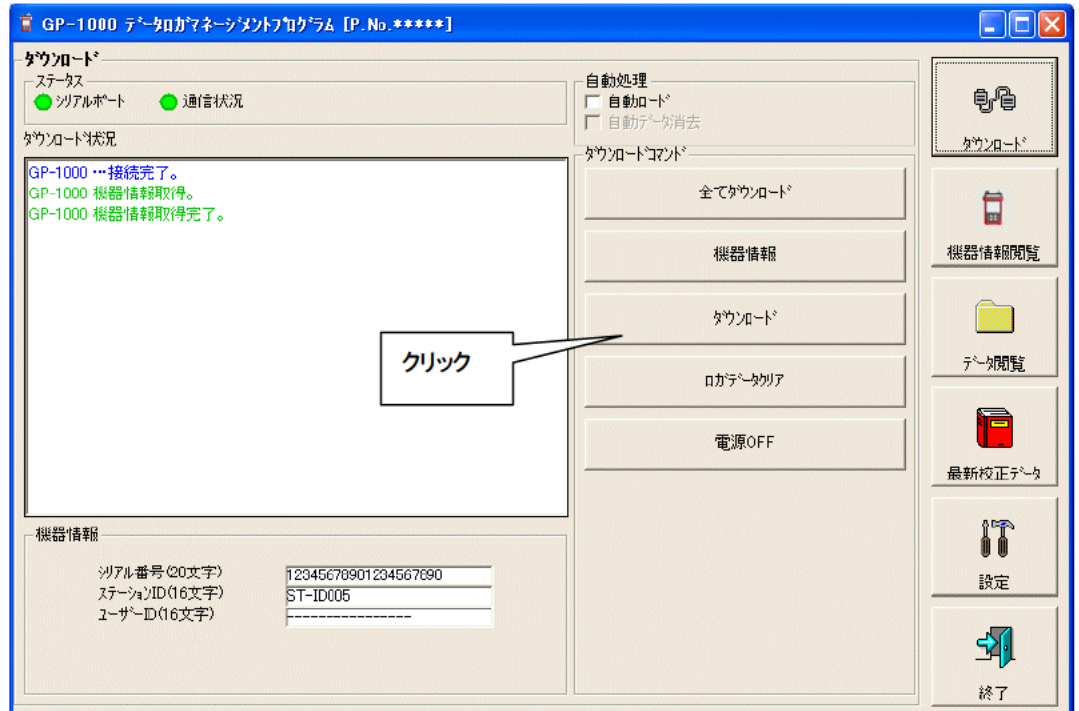 GP-1000 ﾃﾞｰﾀﾛｶﾞﾏﾈｰｼﾞﾒﾝﾄﾌﾟﾛｸﾞﾗﾑ [P.No.*****]
ﾀﾞｳﾝﾛｰﾄﾞ
ｽﾃｰﾀｽ
ｼﾘｱﾙﾎﾟｰﾄ
通信状況
ﾀﾞｳﾝﾛｰﾄﾞ状況
GP-1000 …接続完了。
GP-1000 機器情報取得。
GP-1000 機器情報取得完了。
自動処理
自動ﾛｰﾄﾞ
自動ﾃﾞｰﾀ消去
ﾀﾞｳﾝﾛｰﾄﾞｺﾏﾝﾄﾞ
全てﾀﾞｳﾝﾛｰﾄﾞ
機器情報
ﾀﾞｳﾝﾛｰﾄﾞ
クリック
ﾛｶﾞﾃﾞｰﾀｸﾘｱ
電源OFF
機器情報
ｼﾘｱﾙ番号(20文字)
12345678901234567890
ｽﾃｰｼｮﾝID(16文字)
ST-ID005
ﾕｰｻﾞｰID(16文字)
----------------
ﾀﾞｳﾝﾛｰﾄﾞ
機器情報閲覧
ﾃﾞｰﾀ閲覧
最新校正ﾃﾞｰﾀ
設定
終了